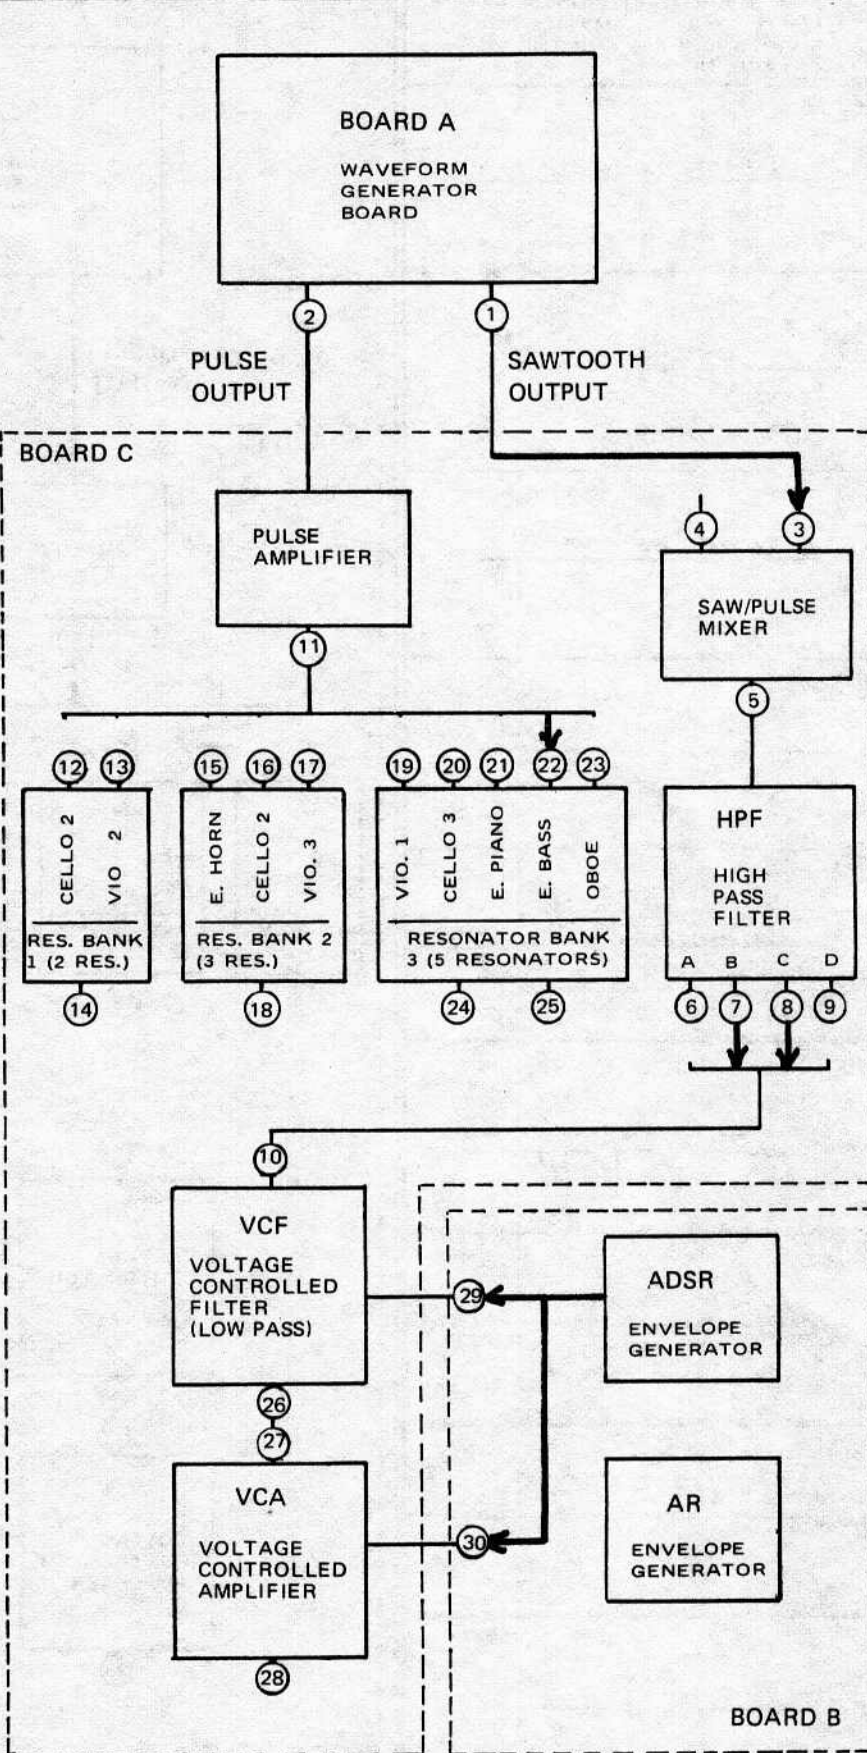 BOARD A
WAVEFORM
GENERATOR
BOARD
2
1
PULSE
OUTPUT
SAWTOOTH
OUTPUT
BOARD C
PULSE
AMPLIFIER
4
3
SAW/PULSE
MIXER
11
5
12
13
15
16
17
19
20
21
22
23
CELLO 2
VIO 2
E. HORN
CELLO 2
VIO. 3
VIO. 1
CELLO 3
E. PIANO
E. BASS
OBOE
RES. BANK
1 (2 RES.)
RES. BANK 2
(3 RES.)
RESONATOR BANK
3 (5 RESONATORS)
HPF
HIGH
PASS
FILTER
A B C D
14
18
24
25
6
7
8
9
10
VCF
VOLTAGE
CONTROLLED
FILTER
(LOW PASS)
29
ADSR
ENVELOPE
GENERATOR
26
27
VCA
VOLTAGE
CONTROLLED
AMPLIFIER
30
AR
ENVELOPE
GENERATOR
28
BOARD B